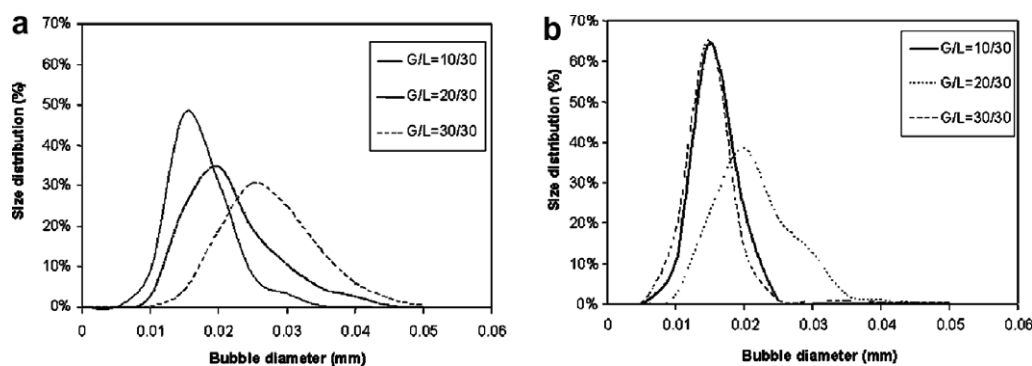 a
70%
60%
50%
40%
30%
20%
10%
0%
Size distribution (%)
0 0.01 0.02 0.03 0.04 0.05 0.06
Bubble diameter (mm)
G/L=10/30
G/L=20/30
G/L=30/30
b
70%
60%
50%
40%
30%
20%
10%
0%
Size distribution (%)
0 0.01 0.02 0.03 0.04 0.05 0.06
Bubble diameter (mm)
G/L=10/30
G/L=20/30
G/L=30/30